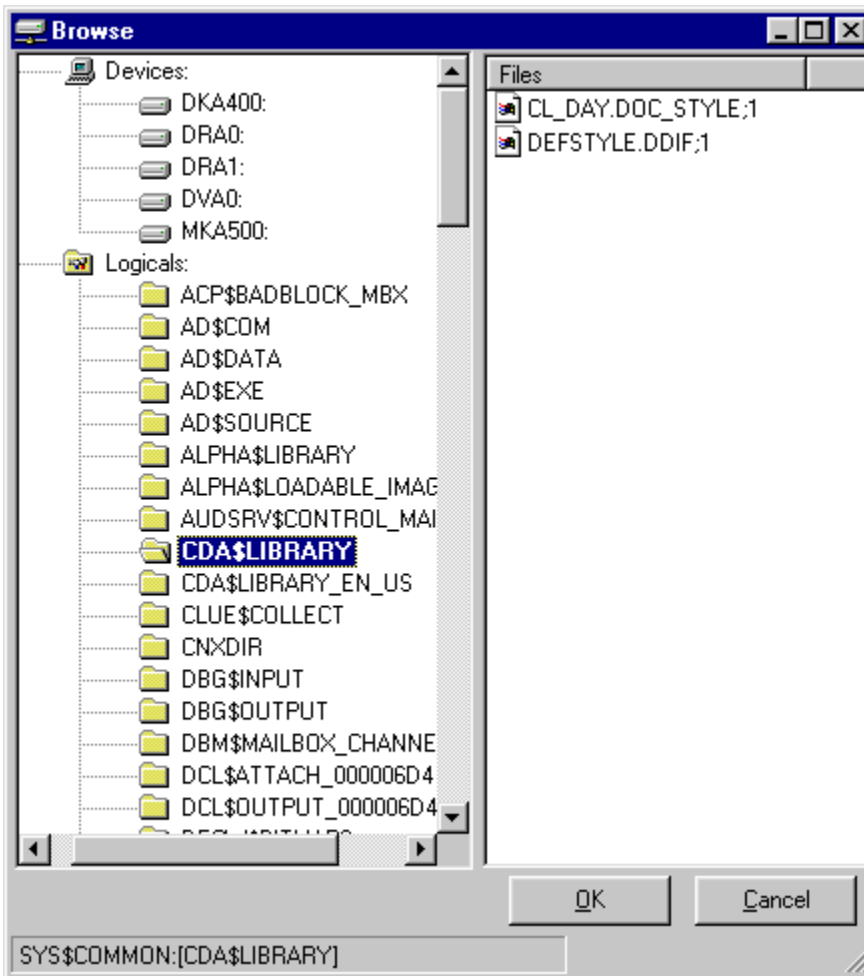 Browse
Devices:
DKA400:
DRA0:
DRA1:
DVA0:
MKA500:
Logicals:
ACP$BADBLOCK_MBX
AD$COM
AD$DATA
AD$EXE
AD$SOURCE
ALPHA$LIBRARY
ALPHA$LOADABLE_IMAG
AUDSRV$CONTROL_MAI
CDA$LIBRARY
CDA$LIBRARY_EN_US
CLUE$COLLECT
CNXDIR
DBG$INPUT
DBG$OUTPUT
DBM$MAILBOX_CHANNE
DCL$ATTACH_000006D4
DCL$OUTPUT_000006D4
Files
CL_DAY.DOC_STYLE;1
DEFSTYLE.DDIF;1
OK
Cancel
SYS$COMMON:[CDA$LIBRARY]